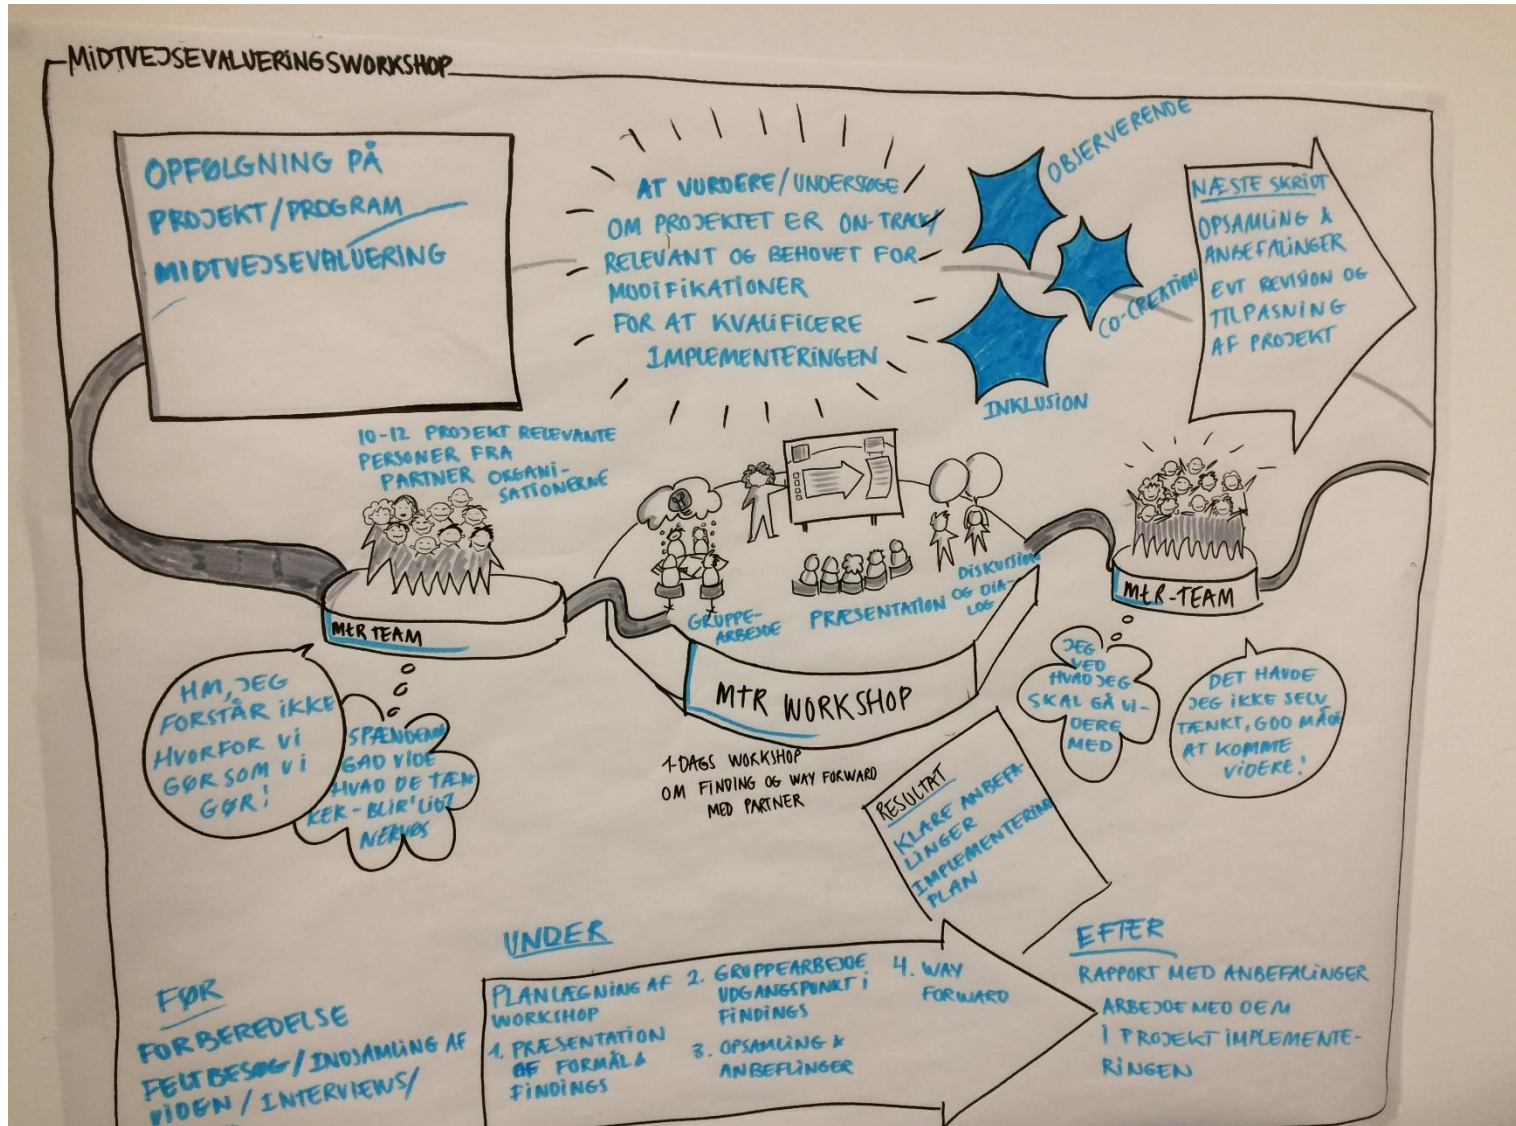 MIDTVEJSEVALUERINGSWORKSHOP
OPFØLGNING PÅ
PROJEKT/PROGRAM
MIDTVEJSEVALUERING
AT VURDERE/UNDERSØGE
OM PROJEKTET ER ON-TRACK/
RELEVANT OG BEHOVET FOR
MODIFIKATIONER
FOR AT KVALIFICERE
IMPLEMENTERINGEN
OBSERVERENDE
CO-CREATION
INKLUSION
NÆSTE SKRIDT
OPSAMLING &
ANBEFALINGER
EVT REVISION OG
TILPASNING
AF PROJEKT
10-12 PROJEKT RELEVANTE
PERSONER FRA
PARTNER ORGANI-
SATIONERNE
MtR TEAM
GRUPPE-
ARBEJDE
PRÆSENTATION
DISKUSSION
OG DIA-
LOG
MtR WORKSHOP
MtR-TEAM
HM, JEG
FORSTÅR IKKE
HVORFOR VI
GØR SOM VI
GØR!
SPÆNDENDE
GAD VIDE
HVAD DE TÆN
KER - BLIR' LIGT
NERVØS
1-DAGS WORKSHOP
OM FINDING OG WAY FORWARD
MED PARTNER
JEG
VED
HVAD JEG
SKAL GÅ VI-
DERE
MED
DET HAVDE
JEG IKKE SELV
TÆNKT, GOD MÅDE
AT KOMME
VIDERE!
RESULTAT
KLARE ANBEFA
LINGER
IMPLEMENTERING
PLAN
FØR
FORBEREDELSE
FELTBESØG/INDSAMLING AF
VIDEN/INTERVIEWS/
UNDER
PLANLÆGNING AF
WORKSHOP
1. PRÆSENTATION
AF FORMÅL &
FINDINGS
2. GRUPPEARBEJDE
UDGANGSPUNKT I
FINDINGS
3. OPSAMLING &
ANBEFLINGER
4. WAY
FORWARD
EFTER
RAPPORT MED ANBEFALINGER
ARBEJDE MED DEM
I PROJEKT IMPLEMENTE-
RINGEN